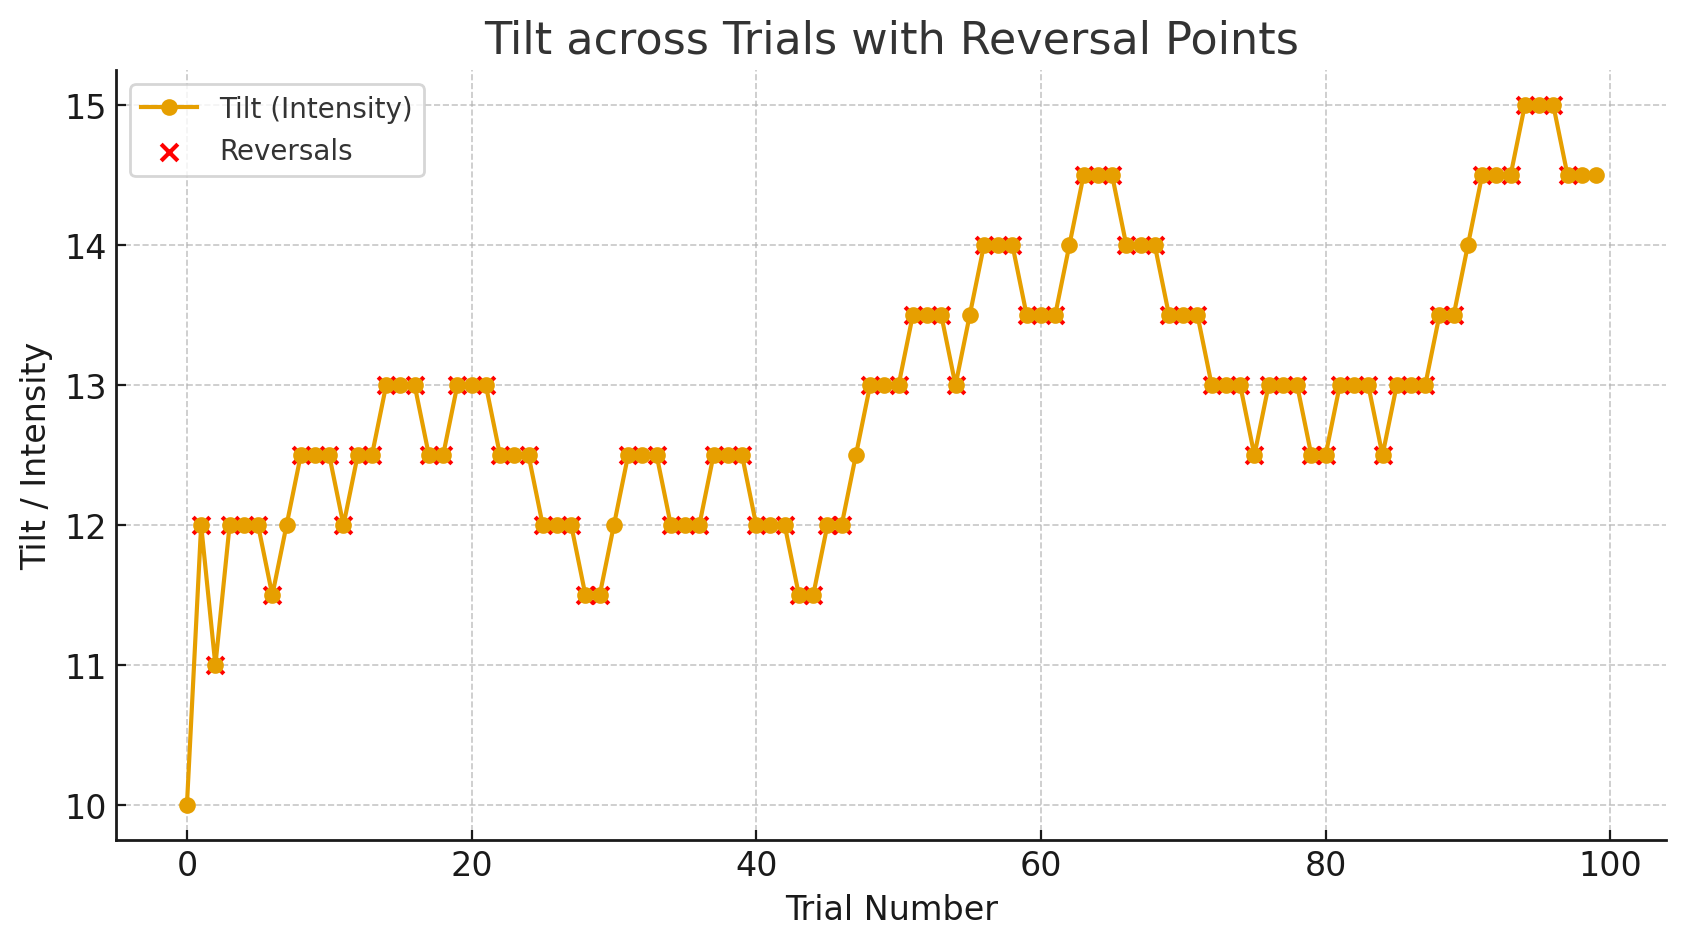 Tilt across Trials with Reversal Points
Tilt (Intensity)
Reversals
Tilt / Intensity
15
14
13
12
11
10
0 20 40 60 80 100
Trial Number